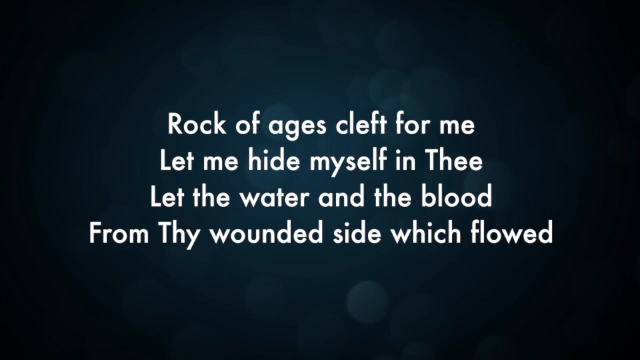 Rock of ages cleft for me
Let me hide myself in Thee
Let the water and the blood
From Thy wounded side which flowed